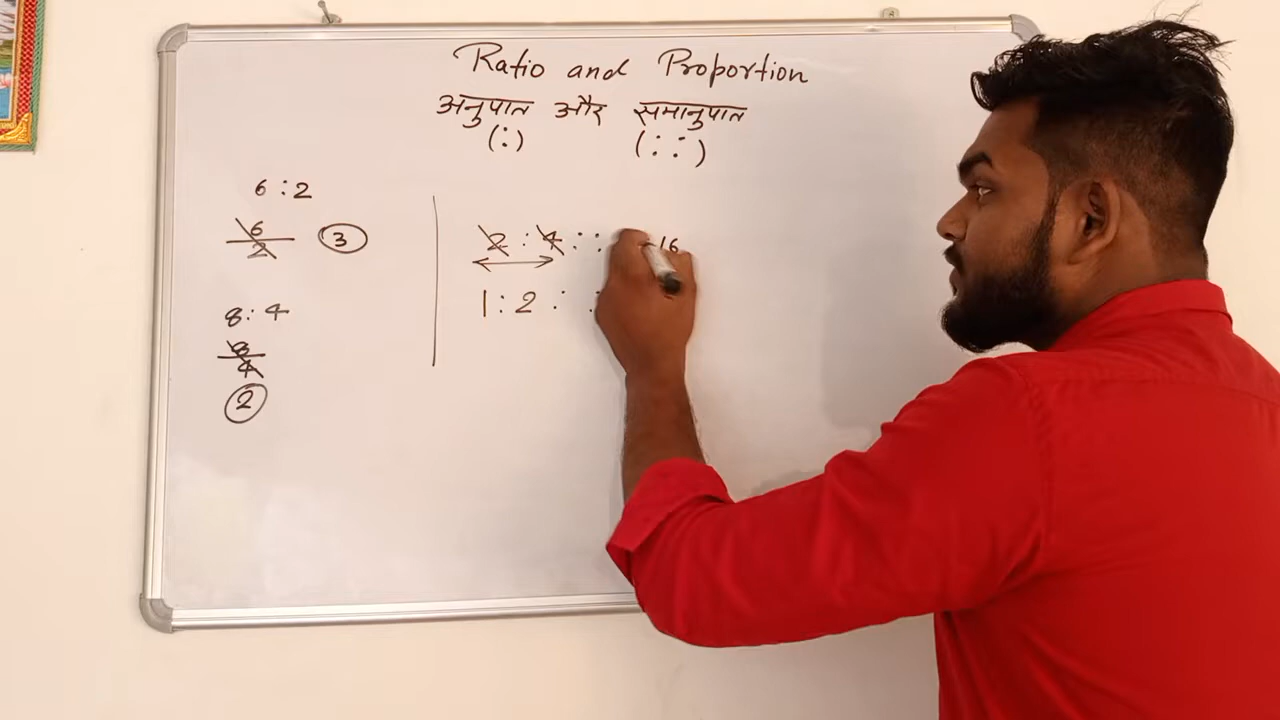 Ratio and Proportion
अनुपात और समानुपात
(:) (::)
6 : 2
6/2 3
8 : 4
8/4
2
2 : 4 :: 16
1 : 2 :